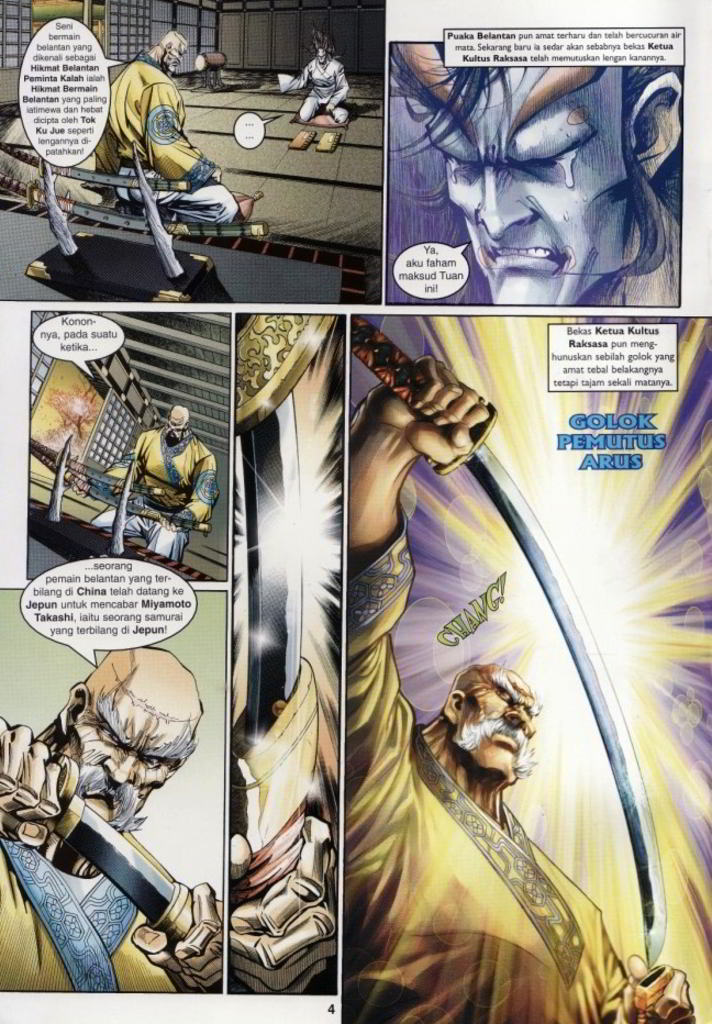 Seni
bermain
belantan yang
dikenali sebagai
Hikmat Belantan
Peminta Kalah ialah
Hikmat Bermain
Belantan yang paling
iatimewa dan hebat
dicipta oleh Tok
Ku Jue seperti
lengannya di-
patahkan!
...
...
Puaka Belantan pun amat terharu dan telah bercucuran air
mata. Sekarang baru ia sedar akan sebabnya bekas Ketua
Kultus Raksasa telah memutuskan lengan kanannya.
Ya,
aku faham
maksud Tuan
ini!
Konon-
nya, pada suatu
ketika...
...seorang
pemain belantan yang ter-
bilang di China telah datang ke
Jepun untuk mencabar Miyamoto
Takashi, iaitu seorang samurai
yang terbilang di Jepun!
Bekas Ketua Kultus
Raksasa pun meng-
hunuskan sebilah golok yang
amat tebal belakangnya
tetapi tajam sekali matanya.
GOLOK
PEMUTUS
ARUS
CHANG!
4